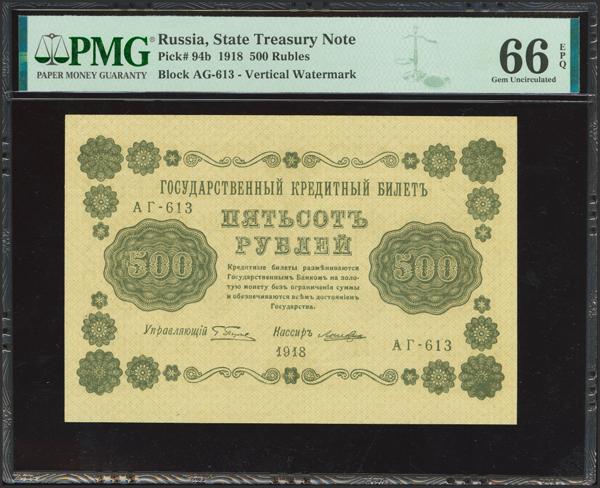 PMG®
PAPER MONEY GUARANTY
Russia, State Treasury Note
Pick# 94b 1918 500 Rubles
Block AG-613 - Vertical Watermark
66 EPQ
Gem Uncirculated
ГОСУДАРСТВЕННЫЙ КРЕДИТНЫЙ БИЛЕТЪ
АГ-613
ПЯТЬСОТЪ
РУБЛЕЙ
500
500
Кредитные билеты размѣниваются
Государственнымъ Банкомъ на золо-
тую монету безъ ограниченія суммы
и обезпечиваются всѣмъ достояніемъ
Государства.
Управляющій
Кассиръ
1918
АГ-613